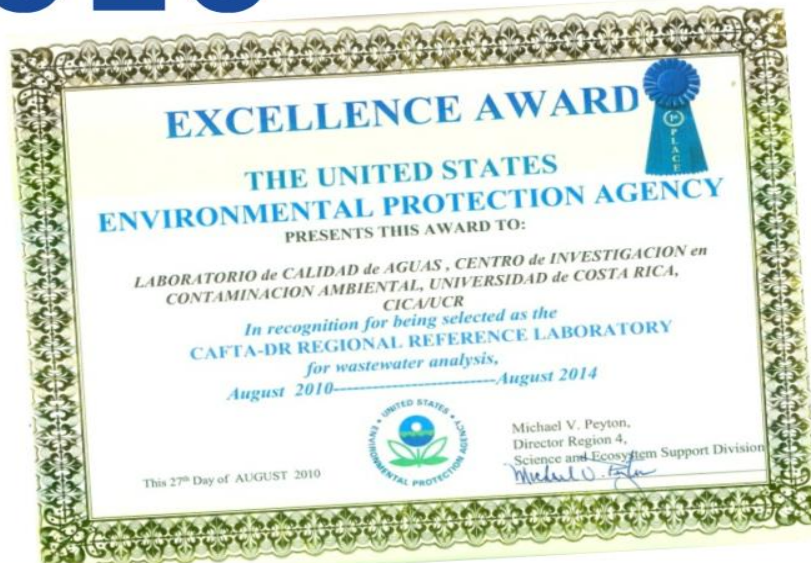 EXCELLENCE AWARD
1st
PLACE
THE UNITED STATES
ENVIRONMENTAL PROTECTION AGENCY
PRESENTS THIS AWARD TO:
LABORATORIO de CALIDAD de AGUAS , CENTRO de INVESTIGACION en
CONTAMINACION AMBIENTAL, UNIVERSIDAD de COSTA RICA,
CICA/UCR
In recognition for being selected as the
CAFTA-DR REGIONAL REFERENCE LABORATORY
for wastewater analysis,
August 2010------------------------August 2014
UNITED STATES
ENVIRONMENTAL PROTECTION AGENCY
Michael V. Peyton,
Director Region 4,
Science and Ecosystem Support Division
Michael V. Peyton
This 27th Day of AUGUST 2010